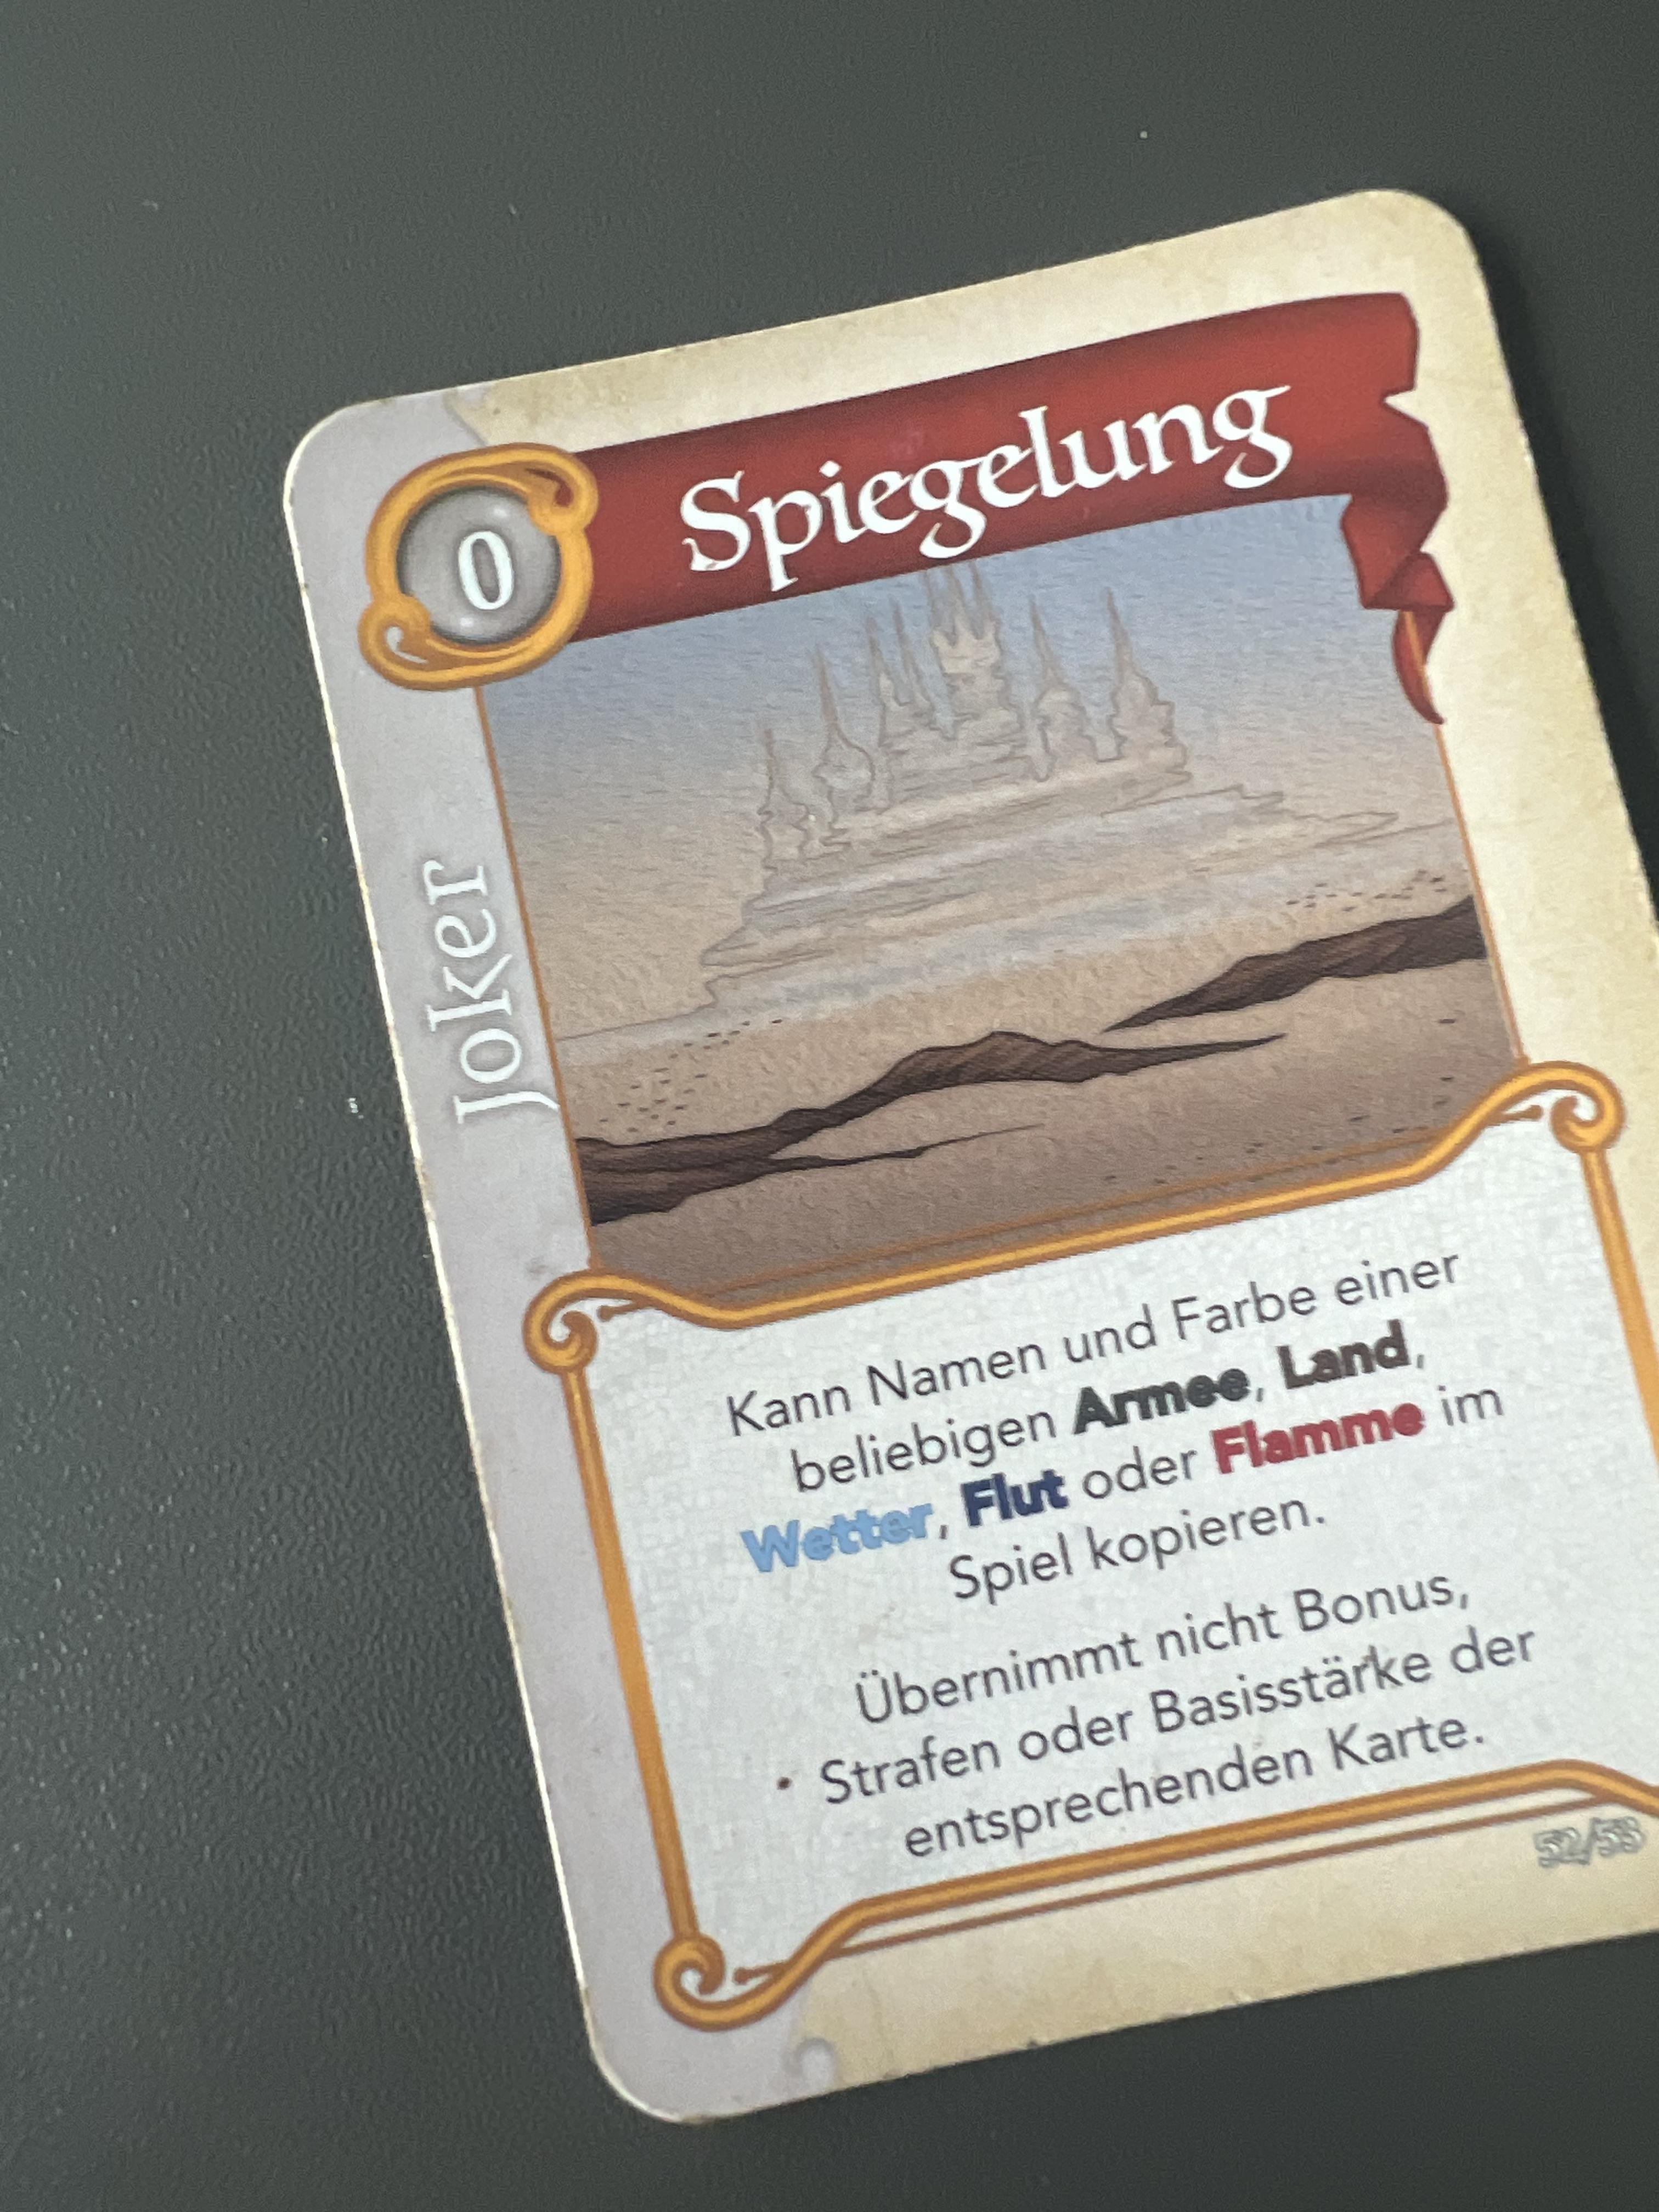 0
Spiegelung
Joker
Kann Namen und Farbe einer
beliebigen Armee, Land,
Wetter, Flut oder Flamme im
Spiel kopieren.
Übernimmt nicht Bonus,
Strafen oder Basisstärke der
entsprechenden Karte.
52/53